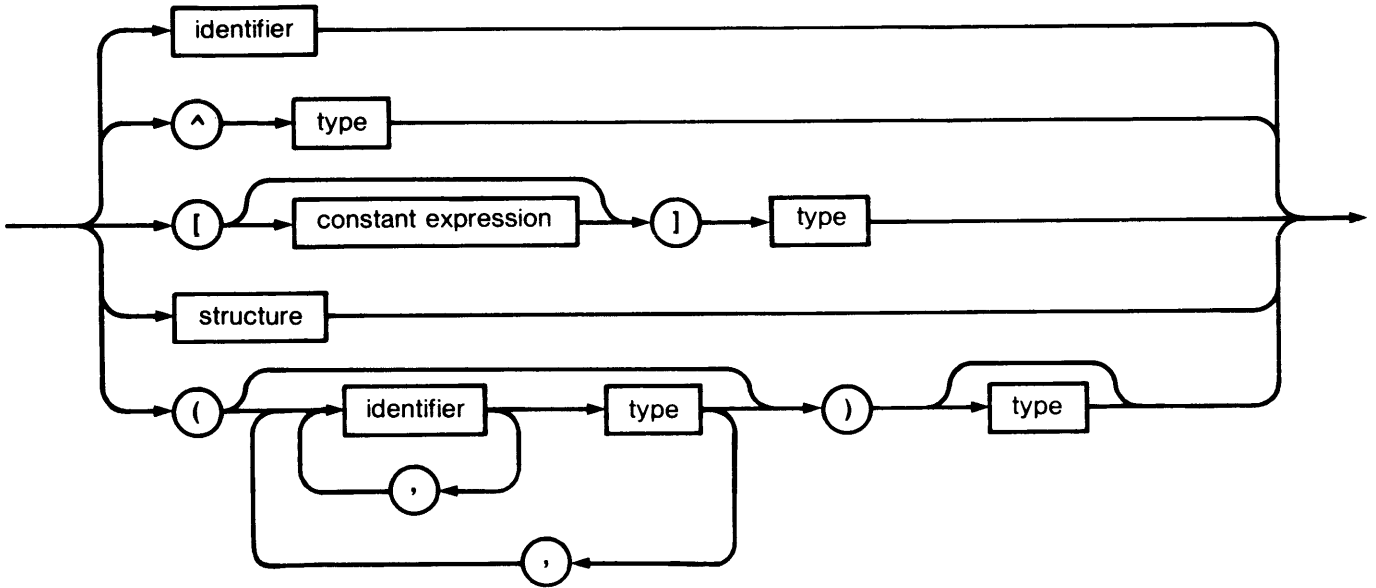 identifier
^ type
[ constant expression ] type
structure
( identifier type ) type
,
,